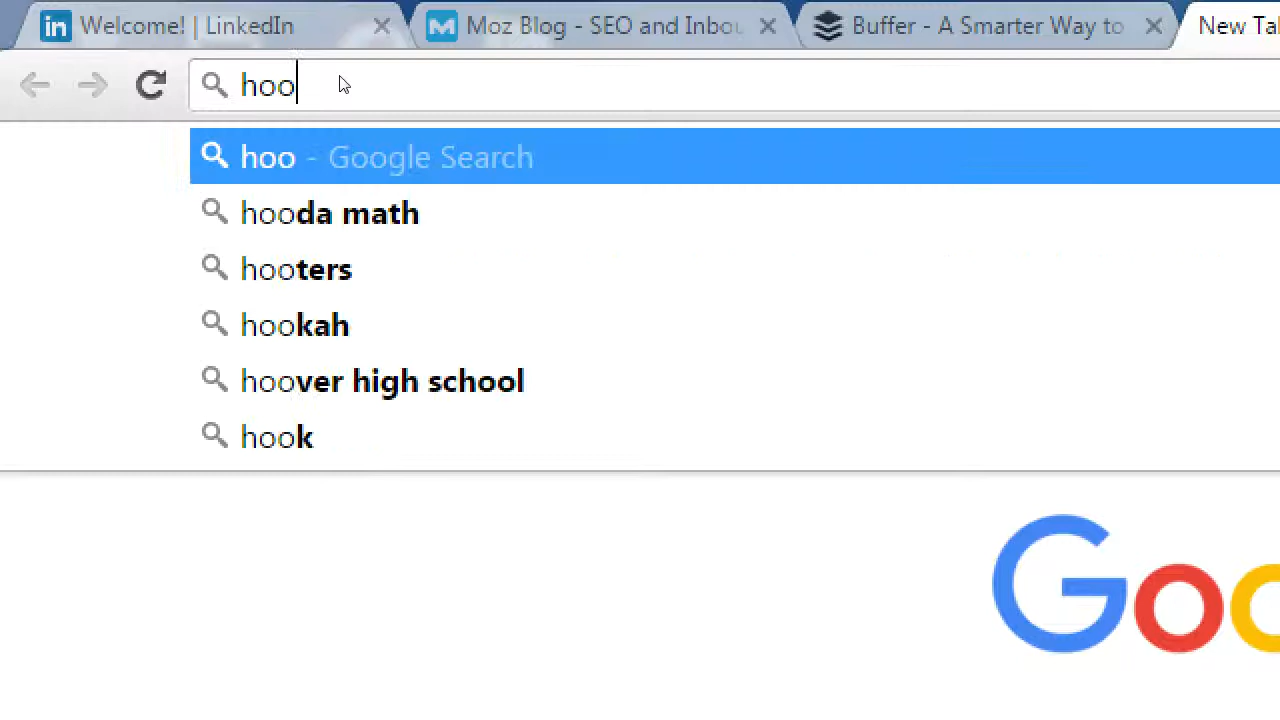 Welcome! | LinkedIn
Moz Blog - SEO and Inbou
Buffer - A Smarter Way to
New Ta
hoo
hoo - Google Search
hooda math
hooters
hookah
hoover high school
hook
Goo